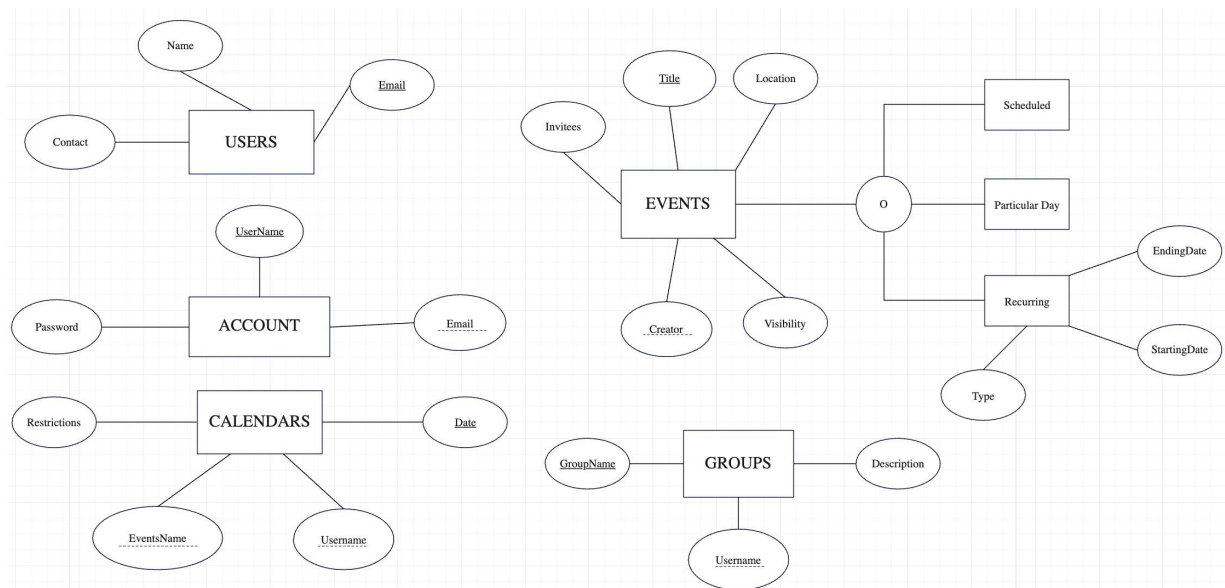 Name
Email
Contact
USERS
UserName
Password
ACCOUNT
Email
Restrictions
CALENDARS
Date
EventsName
Username
Title
Location
Invitees
EVENTS
Creator
Visibility
O
Scheduled
Particular Day
Recurring
EndingDate
StartingDate
Type
GroupName
GROUPS
Description
Username